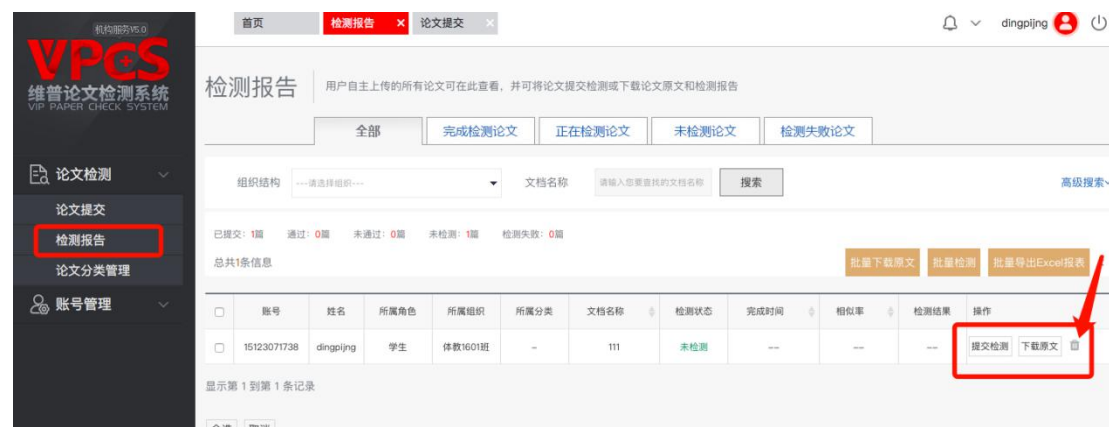 机构服务V5.0
VPCS
维普论文检测系统
VIP PAPER CHECK SYSTEM
论文检测
论文提交
检测报告
论文分类管理
账号管理
首页 检测报告 × 论文提交 ×
dingpijng
检测报告 用户自主上传的所有论文可在此查看，并可将论文提交检测或下载论文原文和检测报告
全部 完成检测论文 正在检测论文 未检测论文 检测失败论文
组织结构 ---请选择组织--- 文档名称 请输入您要查找的文档名称 搜索 高级搜索
已提交：1篇 通过：0篇 未通过：0篇 未检测：1篇 检测失败：0篇
总共1条信息 批量下载原文 批量检测 批量导出Excel报表
账号 姓名 所属角色 所属组织 所属分类 文档名称 检测状态 完成时间 相似率 检测结果 操作
15123071738 dingpijng 学生 体教1601班 - 111 未检测 -- -- -- 提交检测 下载原文
显示第 1 到第 1 条记录